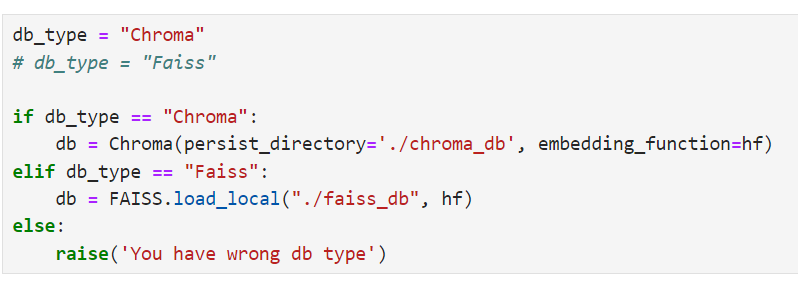 db_type = "Chroma"
# db_type = "Faiss"
if db_type == "Chroma":
    db = Chroma(persist_directory='./chroma_db', embedding_function=hf)
elif db_type == "Faiss":
    db = FAISS.load_local("./faiss_db", hf)
else:
    raise('You have wrong db type')